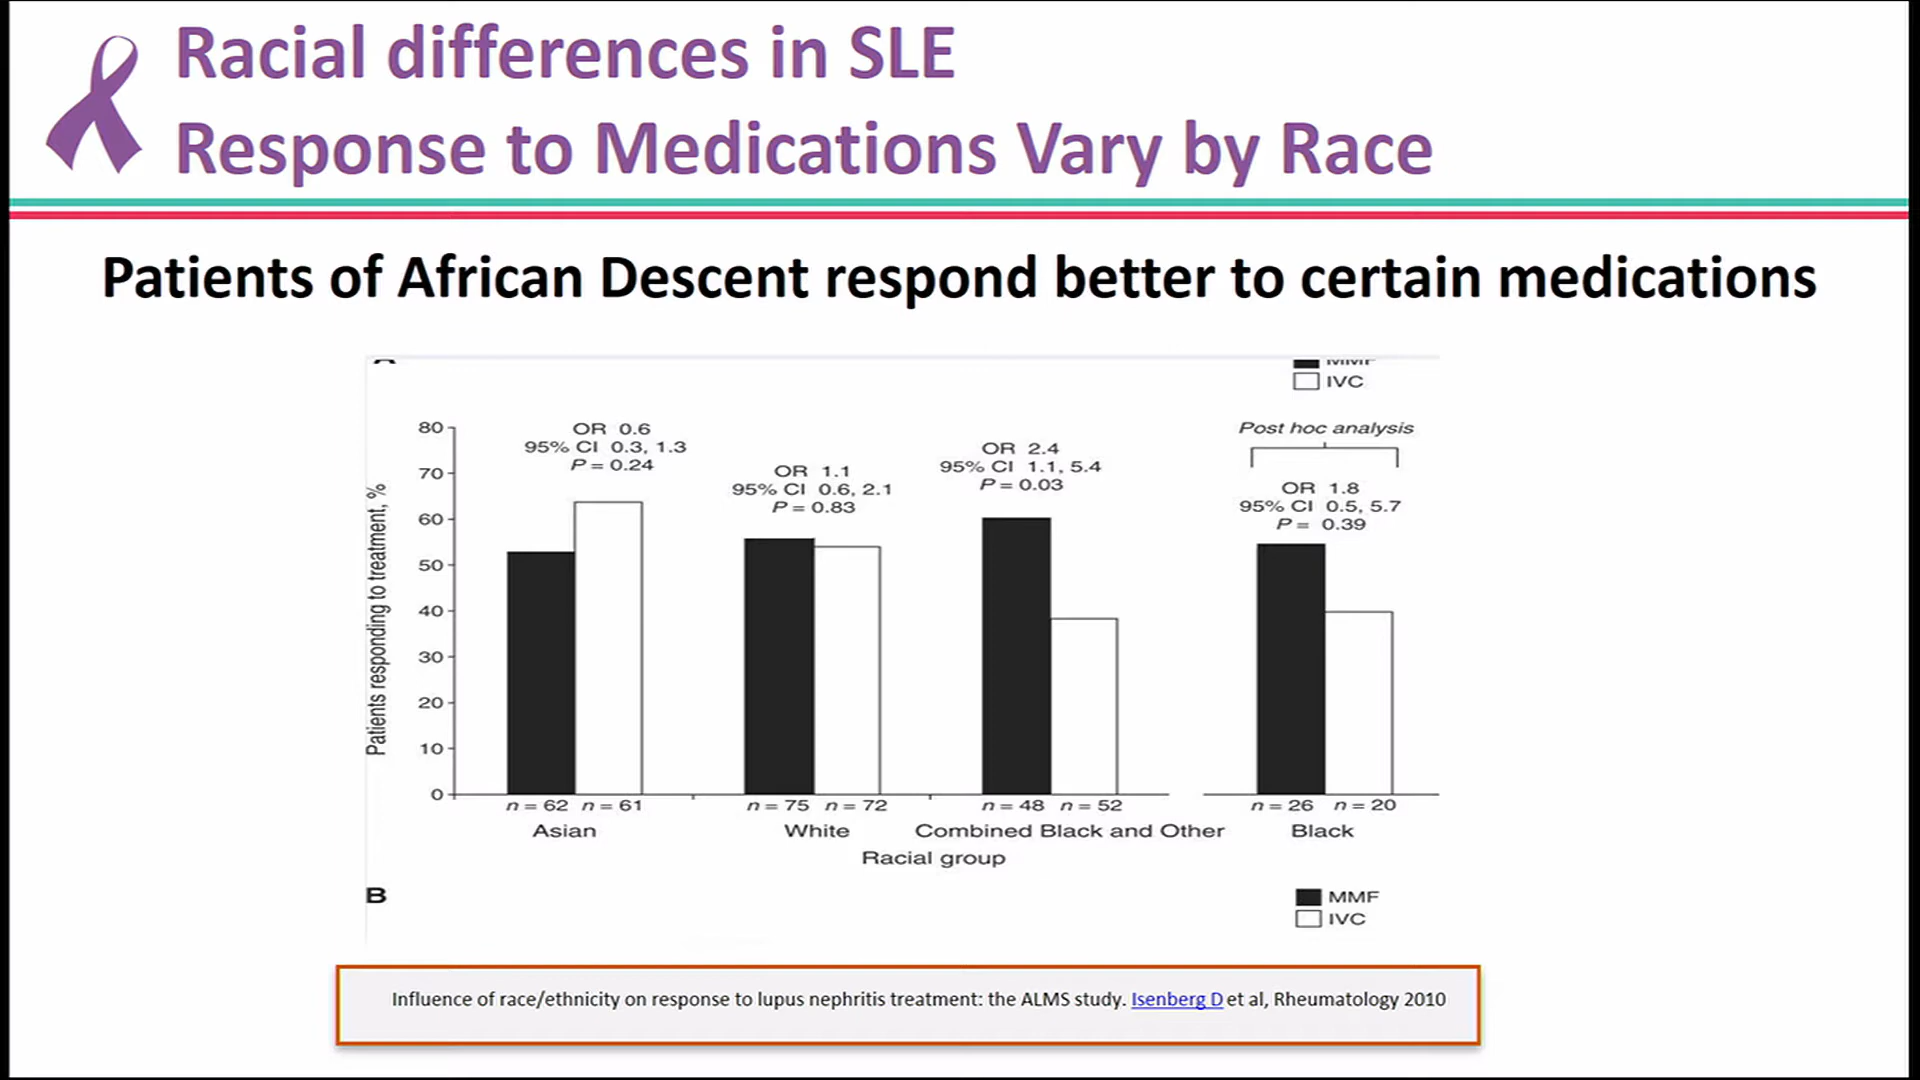 Racial differences in SLE
Response to Medications Vary by Race
Patients of African Descent respond better to certain medications
A
MMF
IVC
80
70
60
50
40
30
20
10
0
Patients responding to treatment, %
OR 0.6
95% CI 0.3, 1.3
P = 0.24
OR 1.1
95% CI 0.6, 2.1
P = 0.83
OR 2.4
95% CI 1.1, 5.4
P = 0.03
Post hoc analysis
OR 1.8
95% CI 0.5, 5.7
P = 0.39
n = 62 n = 61
n = 75 n = 72
n = 48 n = 52
n = 26 n = 20
Asian
White
Combined Black and Other
Black
Racial group
B
MMF
IVC
Influence of race/ethnicity on response to lupus nephritis treatment: the ALMS study. Isenberg D et al, Rheumatology 2010